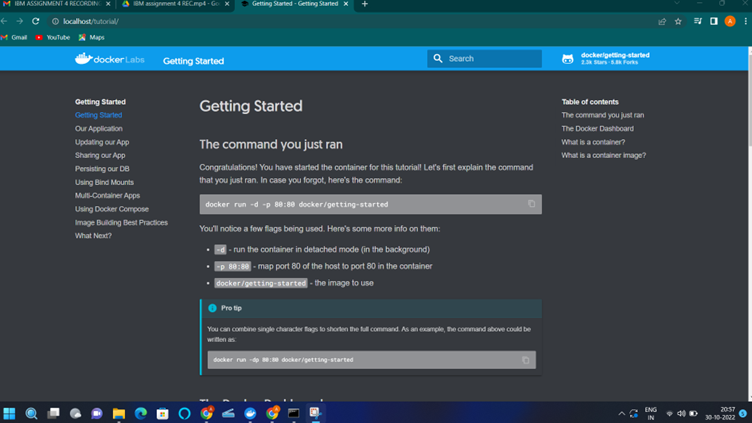 IBM ASSIGNMENT 4 RECORDING
IBM assignment 4 REC.mp4 - Go
Getting Started - Getting Started
localhost/tutorial/
Gmail
YouTube
Maps
dockerLabs
Getting Started
Search
docker/getting-started
2.3k Stars · 5.8k Forks
Getting Started
Getting Started
Our Application
Updating our App
Sharing our App
Persisting our DB
Using Bind Mounts
Multi-Container Apps
Using Docker Compose
Image Building Best Practices
What Next?
Getting Started
The command you just ran
Congratulations! You have started the container for this tutorial! Let's first explain the command
that you just ran. In case you forgot, here's the command:
docker run -d -p 80:80 docker/getting-started
You'll notice a few flags being used. Here's some more info on them:
• -d - run the container in detached mode (in the background)
• -p 80:80 - map port 80 of the host to port 80 in the container
• docker/getting-started - the image to use
Pro tip
You can combine single character flags to shorten the full command. As an example, the command above could be
written as:
docker run -dp 80:80 docker/getting-started
Table of contents
The command you just ran
The Docker Dashboard
What is a container?
What is a container image?
ENG
IN
20:57
30-10-2022